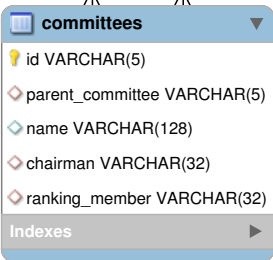 committees
id VARCHAR(5)
parent_committee VARCHAR(5)
name VARCHAR(128)
chairman VARCHAR(32)
ranking_member VARCHAR(32)
Indexes